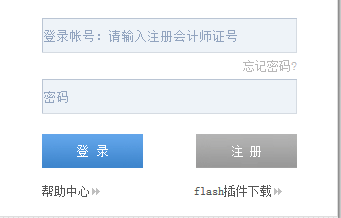 登录帐号：请输入注册会计师证号
忘记密码?
密码
登 录 注 册
帮助中心 flash插件下载